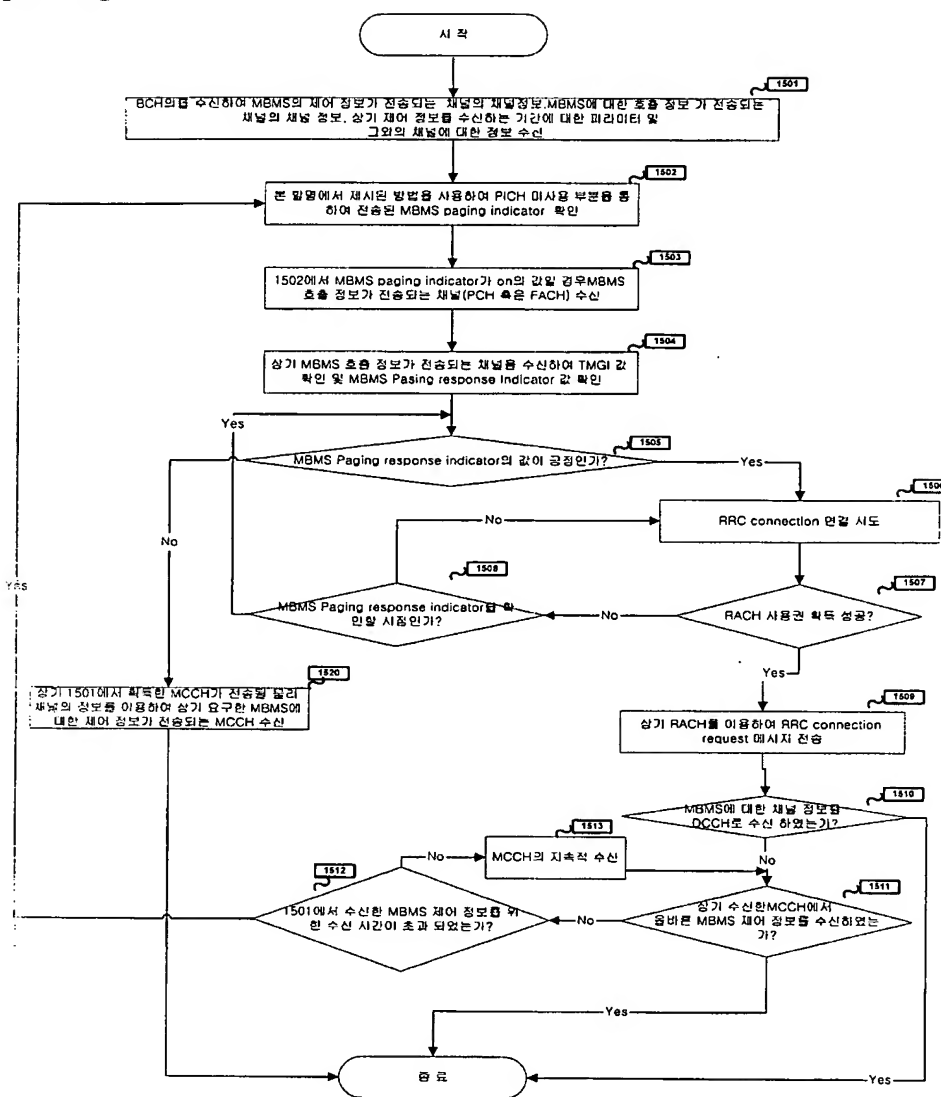 시 작
1501
BCH의를 수신하여 MBMS의 제어 정보가 전송되는 채널의 채널정보,MBMS에 대한 호출 정보가 전송되는
채널의 채널 정보, 상기 제어 정보를 수신하는 기간에 대한 파라미터 및
그외의 채널에 대한 정보 수신
1502
본 발명에서 제시된 방법을 사용하여 PICH 미사용 부분을 통
하여 전송된 MBMS paging indicator 확인
1503
1502에서 MBMS paging indicator가 on의 값일 경우MBMS
호출 정보가 전송되는 채널(PCH 혹은 FACH) 수신
1504
상기 MBMS 호출 정보가 전송되는 채널을 수신하여 TMGI 값
확인 및 MBMS Pasing response Indicator 값 확인
Yes
1505
MBMS Paging response indicator의 값이 긍정인가?
Yes
No
1506
RRC connection 연결 시도
No
1508
MBMS Paging response indicator를 확
인할 시점인가?
No
1507
RACH 사용권 획득 성공?
Yes
Yes
1520
상기 1501에서 획득한 MCCH가 전송될 물리
채널의 정보를 이용하여 상기 요구한 MBMS에
대한 제어 정보가 전송되는 MCCH 수신
1509
상기 RACH를 이용하여 RRC connection
request 메시지 전송
1510
MBMS에 대한 채널 정보를
DCCH로 수신 하였는가?
No
1513
MCCH의 지속적 수신
No
1512
1501에서 수신한 MBMS 제어 정보를 위
한 수신 시간이 초과 되었는가?
No
1511
상기 수신한MCCH에서
올바른 MBMS 제어 정보를 수신하였는
가?
Yes
종 료
Yes